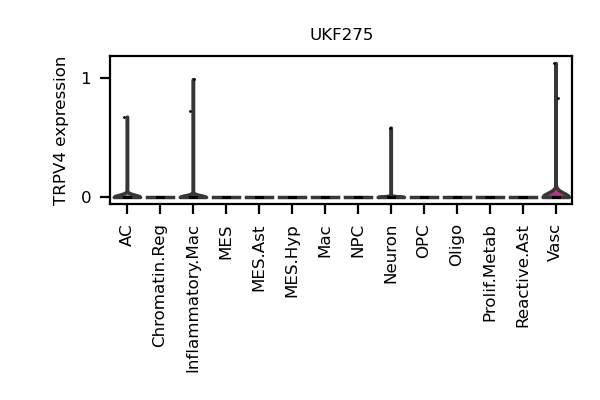 UKF275
TRPV4 expression
1
0
AC
Chromatin.Reg
Inflammatory.Mac
MES
MES.Ast
MES.Hyp
Mac
NPC
Neuron
OPC
Oligo
Prolif.Metab
Reactive.Ast
Vasc